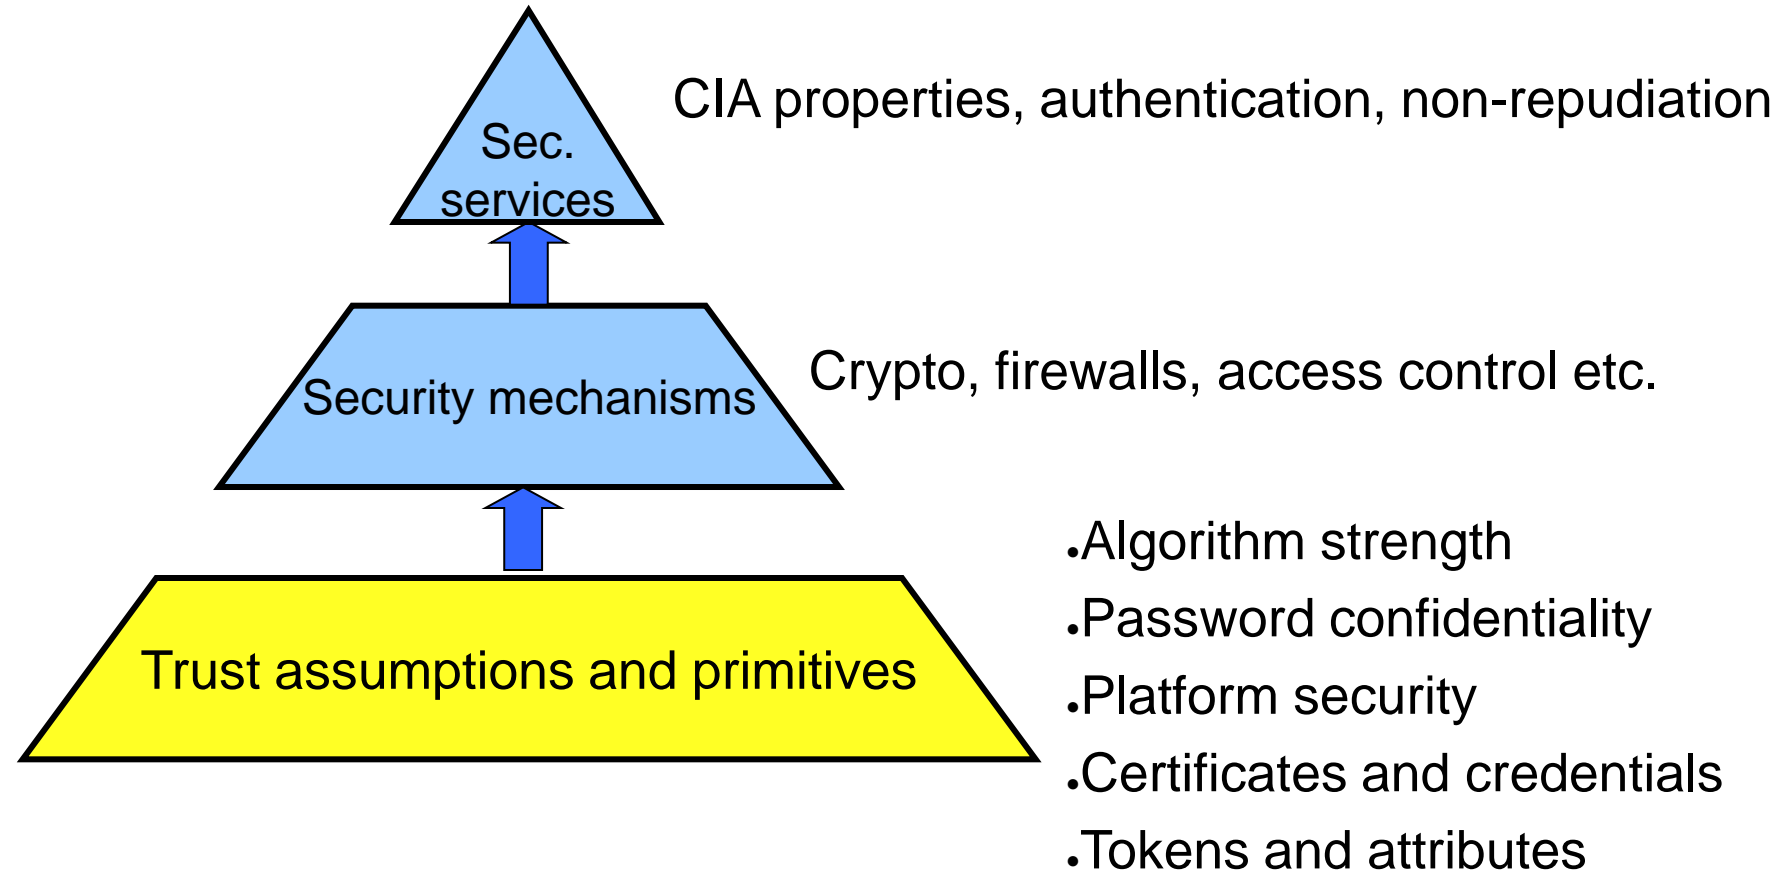 CIA properties, authentication, non-repudiation
Sec.
services
Crypto, firewalls, access control etc.
Security mechanisms
Trust assumptions and primitives
•Algorithm strength
•Password confidentiality
•Platform security
•Certificates and credentials
•Tokens and attributes